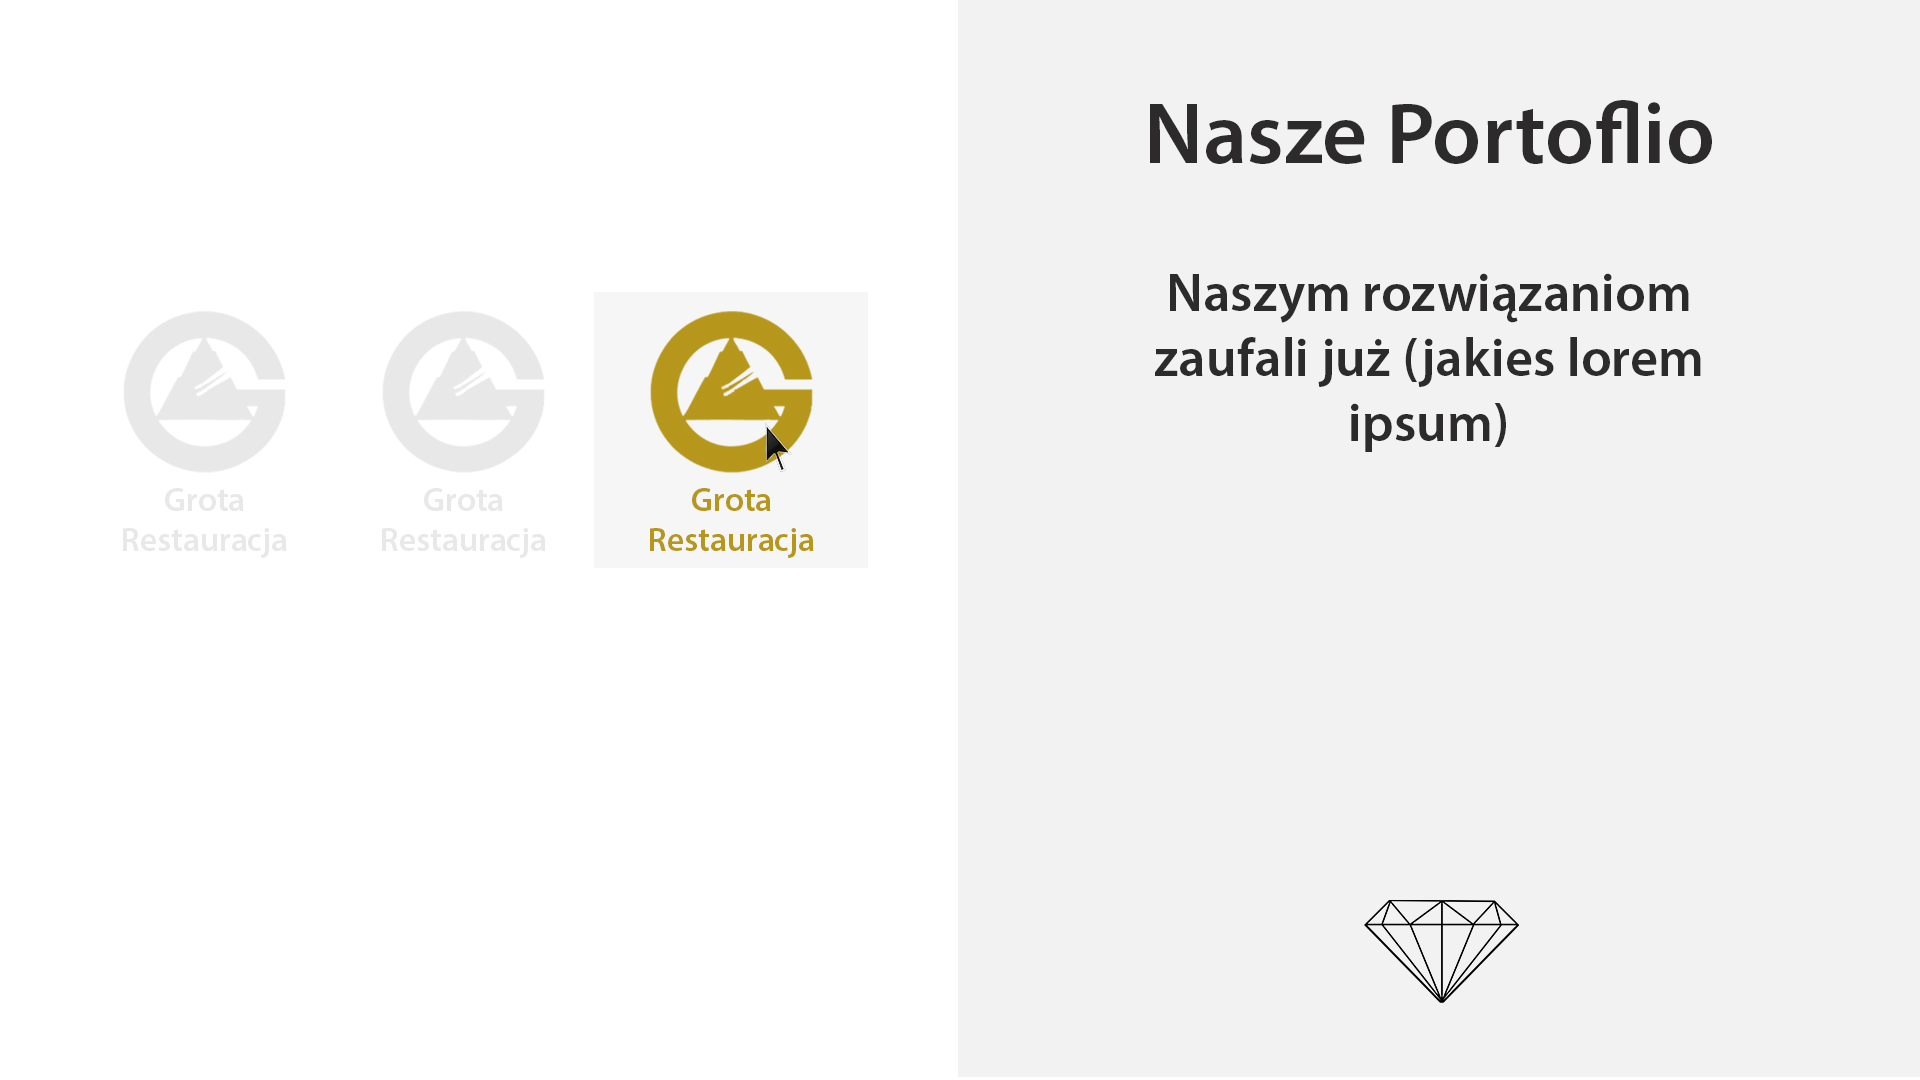 Nasze Portoflio
Naszym rozwiązaniom
zaufali już (jakies lorem
ipsum)
Grota
Restauracja
Grota
Restauracja
Grota
Restauracja